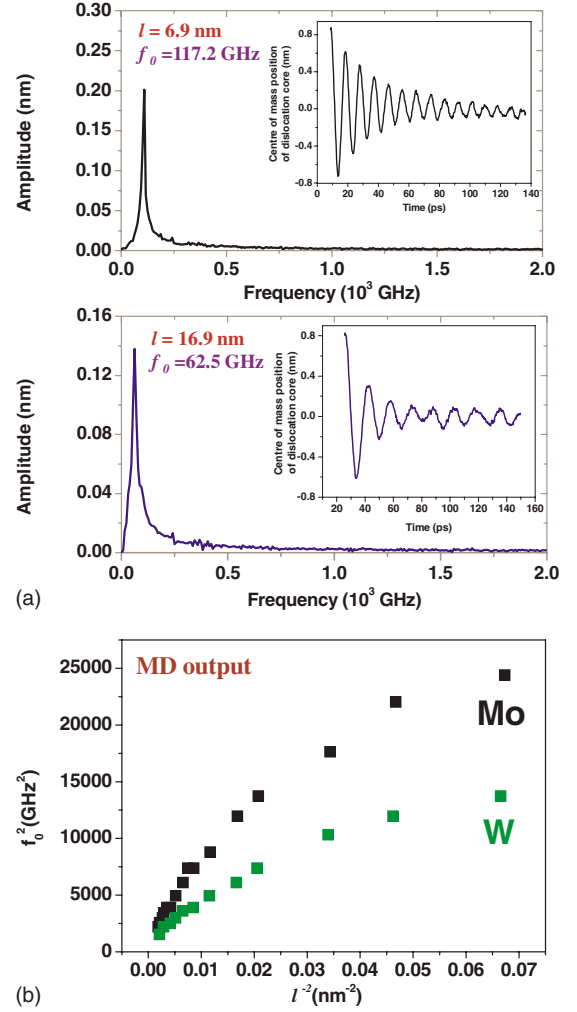 l = 6.9 nm
f₀ =117.2 GHz
Amplitude (nm)
0.30
0.25
0.20
0.15
0.10
0.05
0.00
0.0 0.5 1.0 1.5 2.0
Frequency (10³ GHz)
Centre of mass position
of dislocation core (nm)
0.8
0.4
0.0
-0.4
-0.8
0 20 40 60 80 100 120 140
Time (ps)
l = 16.9 nm
f₀ =62.5 GHz
Amplitude (nm)
0.16
0.12
0.08
0.04
0.00
0.0 0.5 1.0 1.5 2.0
Frequency (10³ GHz)
Centre of mass position
of dislocation core (nm)
0.8
0.4
0.0
-0.4
-0.8
20 40 60 80 100 120 140 160
Time (ps)
(a)
MD output
Mo
W
f₀²(GHz²)
25000
20000
15000
10000
5000
0
0.00 0.01 0.02 0.03 0.04 0.05 0.06 0.07
l⁻²(nm⁻²)
(b)